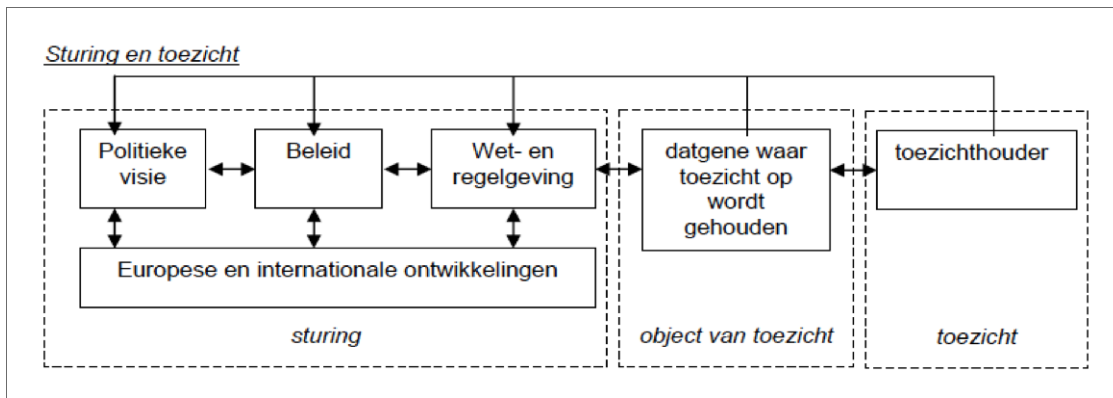 Sturing en toezicht
Politieke
visie
Beleid
Wet- en
regelgeving
datgene waar
toezicht op
wordt
gehouden
toezichthouder
Europese en internationale ontwikkelingen
sturing
object van toezicht
toezicht